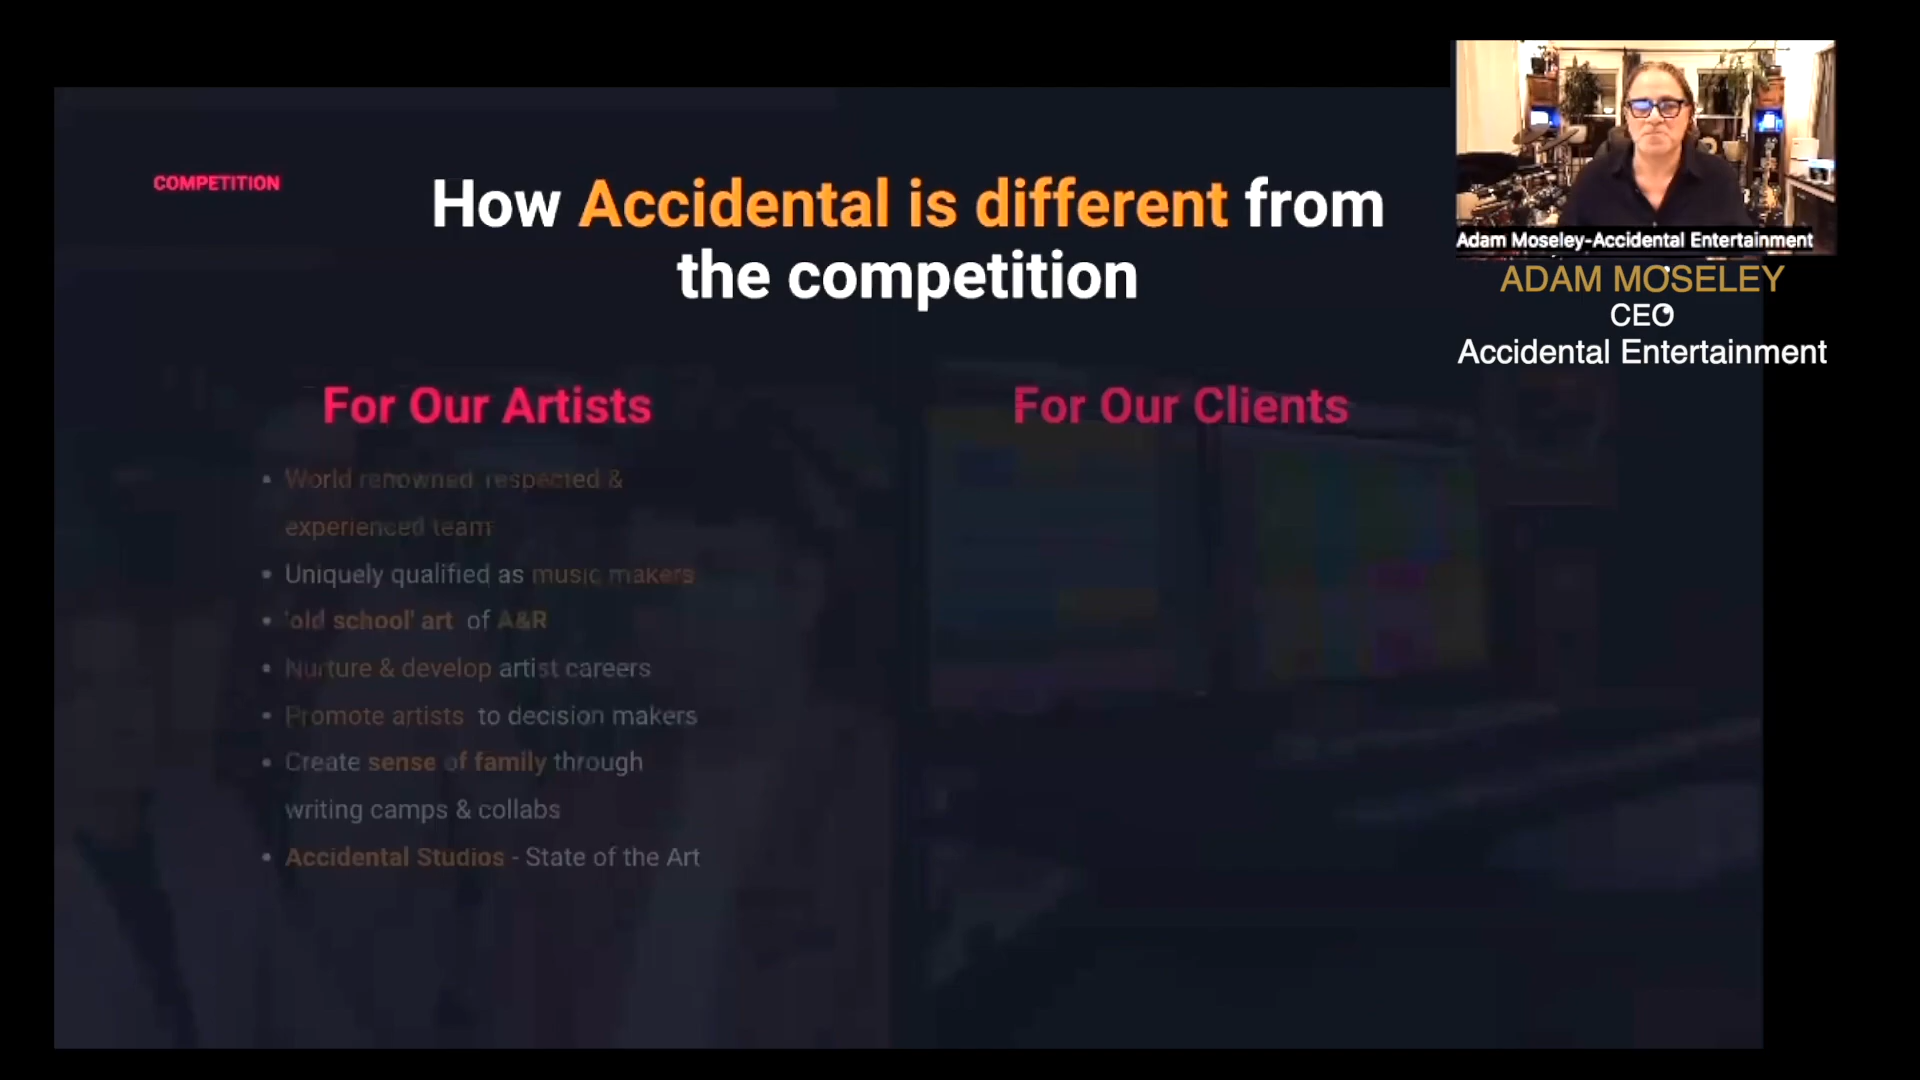 COMPETITION
How Accidental is different from
the competition
Adam Moseley-Accidental Entertainment
ADAM MOSELEY
CEO
Accidental Entertainment
For Our Artists
• World renowned respected &
experienced team
• Uniquely qualified as music makers
• 'old school' art of A&R
• Nurture & develop artist careers
• Promote artists to decision makers
• Create sense of family through
writing camps & collabs
• Accidental Studios - State of the Art
For Our Clients